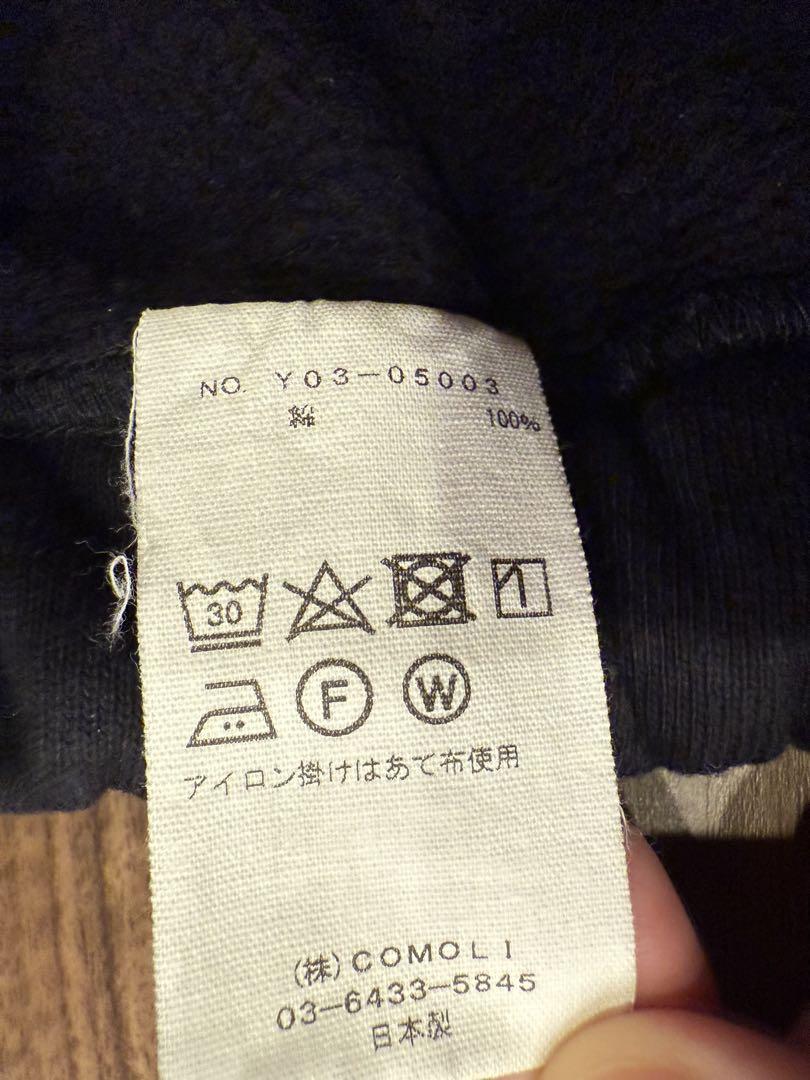 NO. Y03-05003
綿 100%
30
F W
アイロン掛けはあて布使用
(株)COMOLI
03-6433-5845
日本製